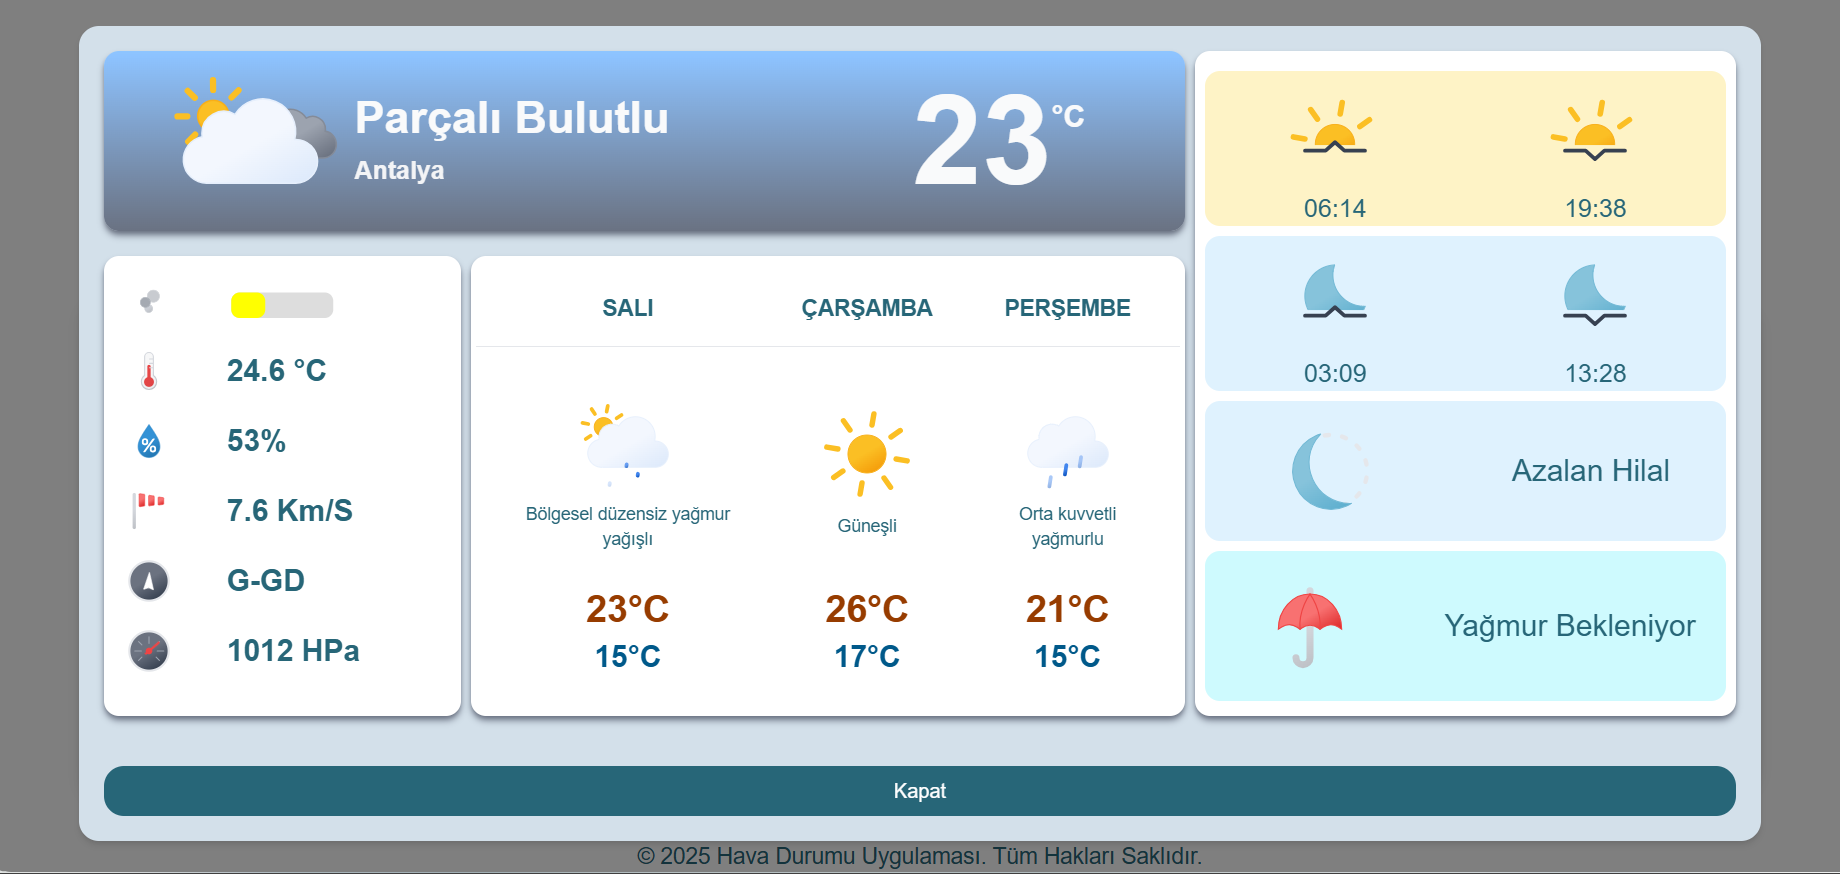 Parçalı Bulutlu
Antalya
23 °C
24.6 °C
%
53%
7.6 Km/S
G-GD
1012 HPa
SALI
ÇARŞAMBA
PERŞEMBE
Bölgesel düzensiz yağmur
yağışlı
Güneşli
Orta kuvvetli
yağmurlu
23°C
26°C
21°C
15°C
17°C
15°C
06:14
19:38
03:09
13:28
Azalan Hilal
Yağmur Bekleniyor
Kapat
© 2025 Hava Durumu Uygulaması. Tüm Hakları Saklıdır.